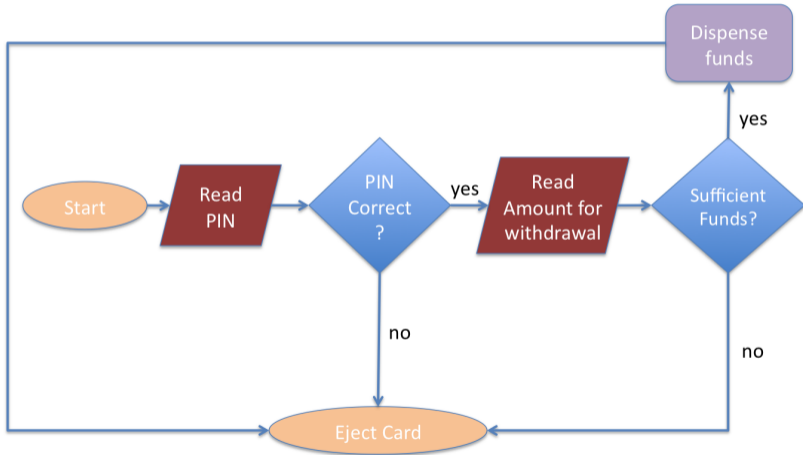 Dispense
funds
yes
Start
Read
PIN
PIN
Correct
?
yes
Read
Amount for
withdrawal
Sufficient
Funds?
no
no
Eject Card